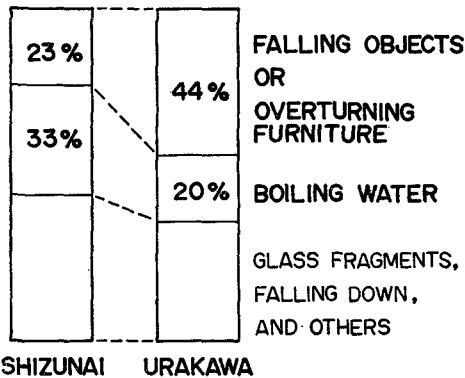 23%
33%
44%
20%
FALLING OBJECTS
OR
OVERTURNING
FURNITURE
BOILING WATER
GLASS FRAGMENTS,
FALLING DOWN,
AND OTHERS
SHIZUNAI URAKAWA